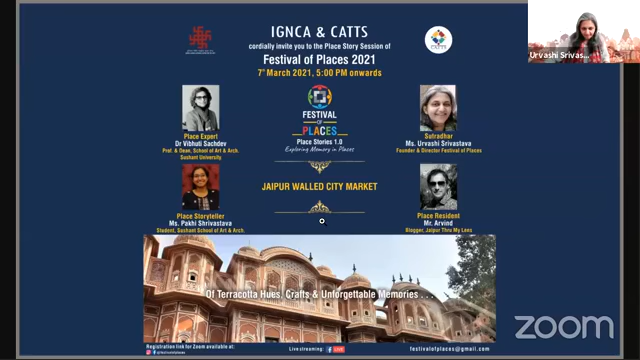 IGNCA & CATTS
cordially invite you to the Place Story Session of
Festival of Places 2021
7th March 2021, 5:00 PM onwards
CATTS
Urvashi Srivas...
FESTIVAL
OF
PLACES
Place Stories 1.0
Exploring Memory in Places
Place Expert
Dr Vibhuti Sachdev
Prof. & Dean, School of Art & Arch.
Sushant University
Sutradhar
Ms. Urvashi Srivastava
Founder & Director Festival of Places
JAIPUR WALLED CITY MARKET
Place Storyteller
Ms. Pakhi Shrivastava
Student, Sushant School of Art & Arch.
Place Resident
Mr. Arvind
Blogger, Jaipur Thru My Lens
Of Terracotta Hues, Crafts & Unforgettable Memories . . .
Registration link for Zoom available at:
festivalofplaces
Live streaming:
LIVE
festivalofplaces@gmail.com
zoom